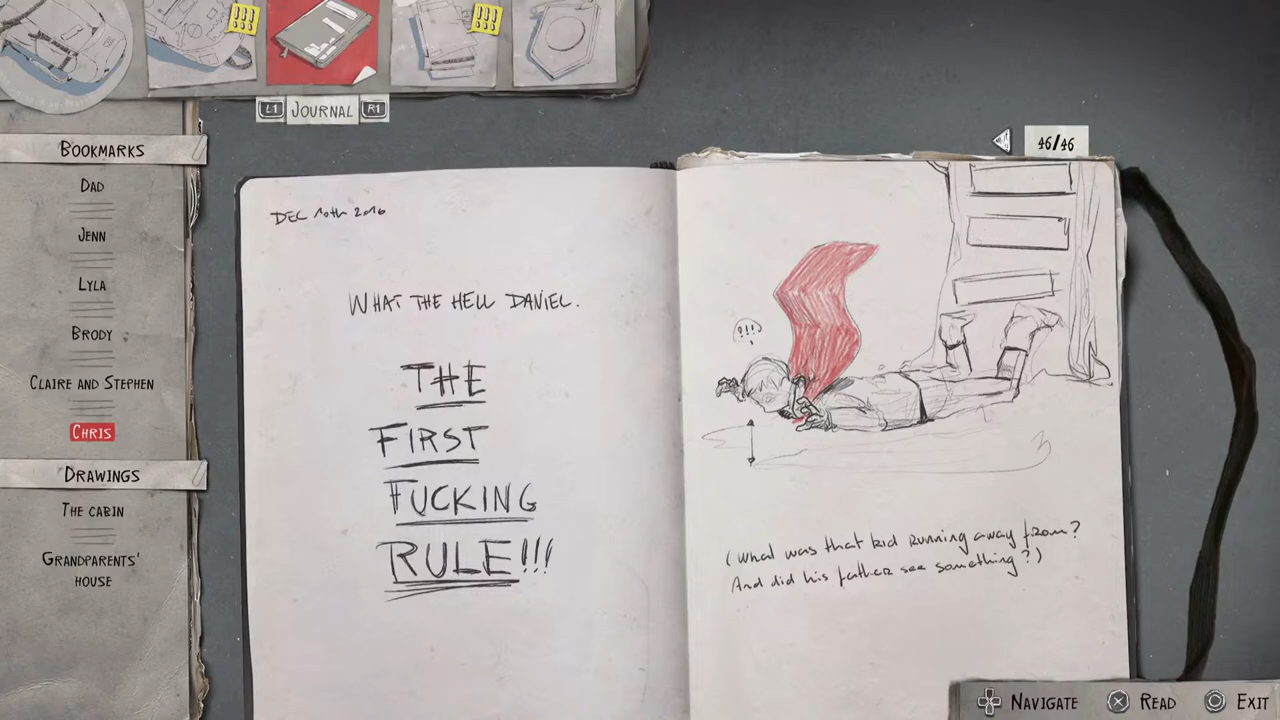 !!!
!!!
L1 JOURNAL R1
BOOKMARKS
DAD
JENN
LYLA
BRODY
CLAIRE AND STEPHEN
CHRIS
DRAWINGS
THE CABIN
GRANDPARENTS'
HOUSE
46/46
DEC 10th 2016
WHAT THE HELL DANIEL.
THE
FIRST
FUCKING
RULE!!!
?!!
(What was that kid running away from?
And did his father see something?)
NAVIGATE READ EXIT